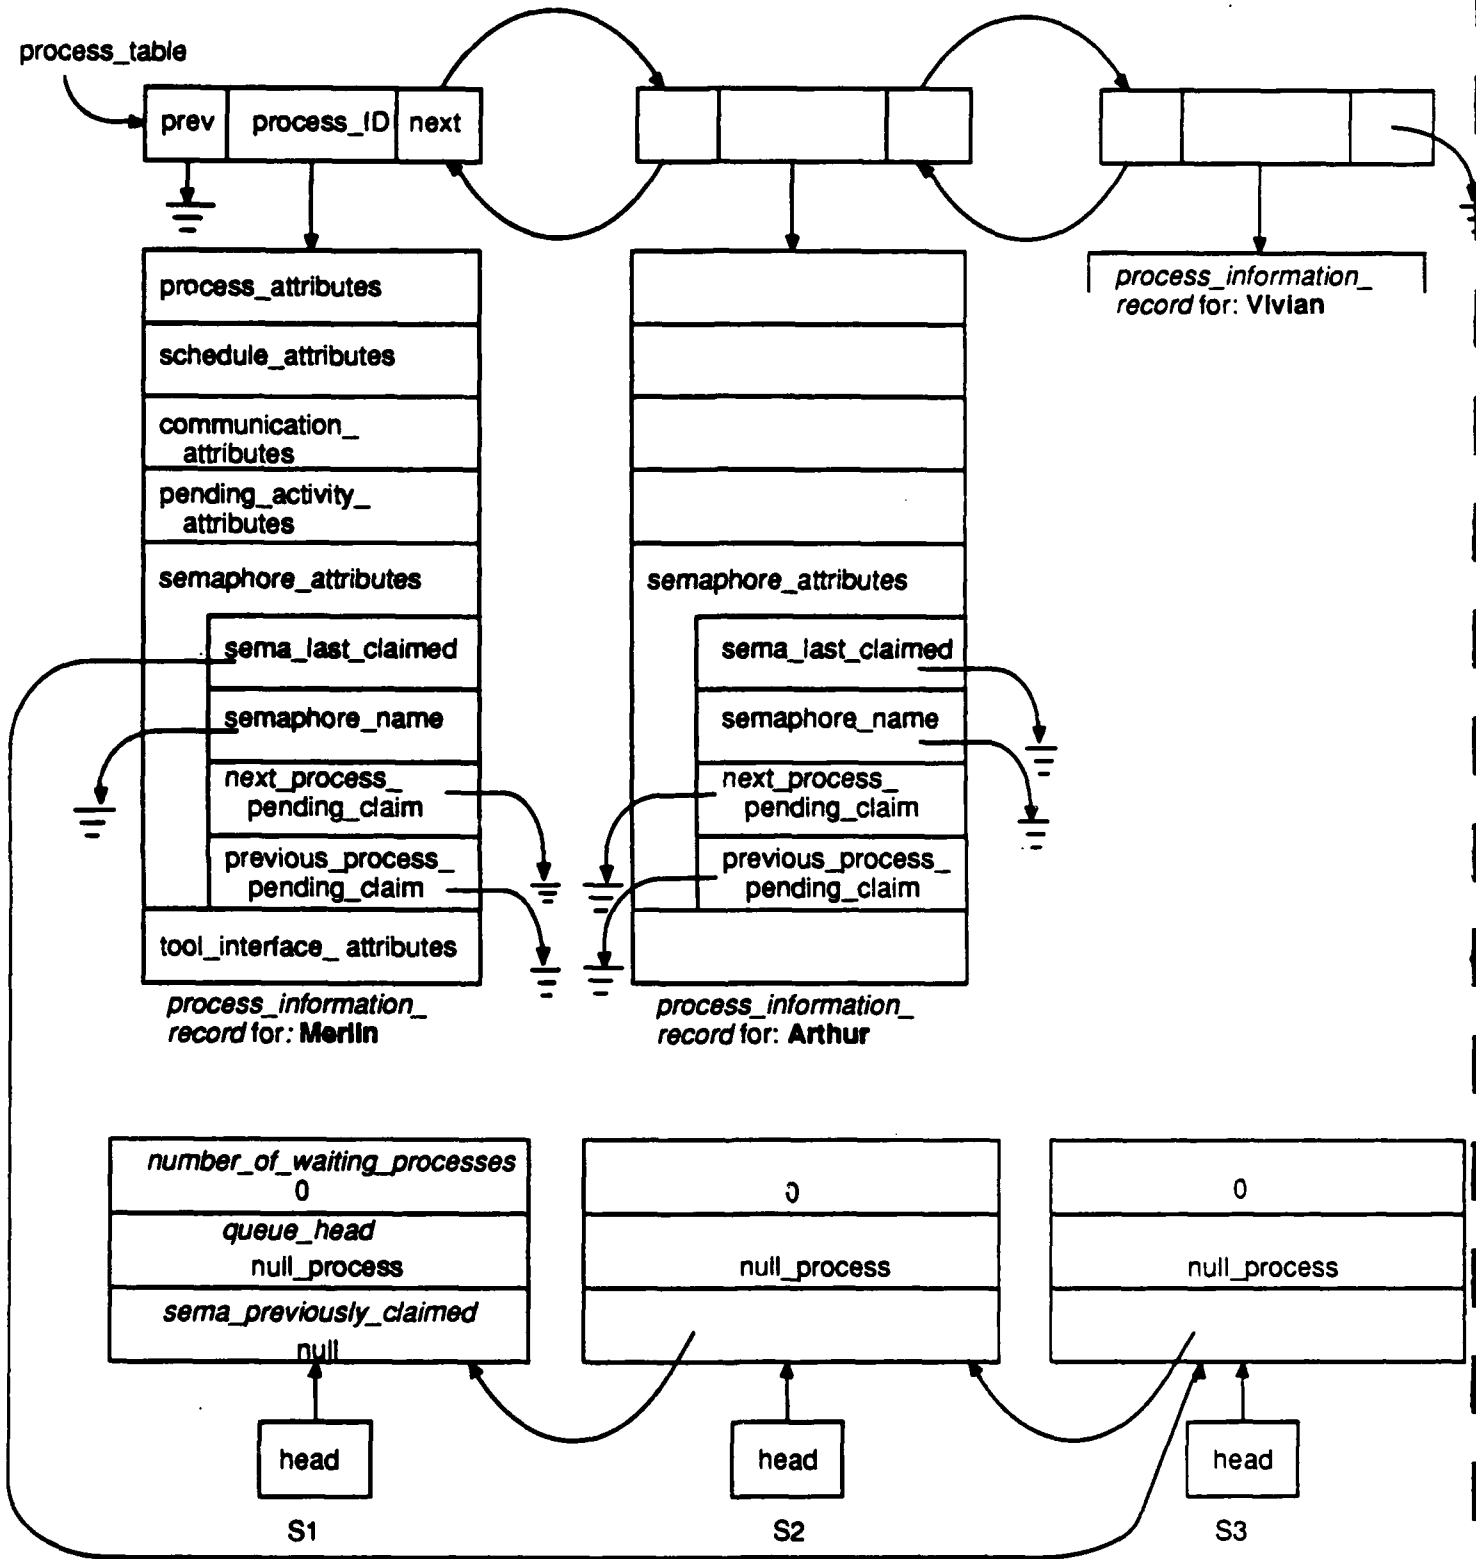 process_table
prev process_ID next
process_attributes
schedule_attributes
communication_
attributes
pending_activity_
attributes
semaphore_attributes
sema_last_claimed
semaphore_name
next_process_
pending_claim
previous_process_
pending_claim
tool_interface_ attributes
process_information_
record for: Merlin
semaphore_attributes
sema_last_claimed
semaphore_name
next_process_
pending_claim
previous_process_
pending_claim
process_information_
record for: Arthur
process_information_
record for: Vivian
number_of_waiting_processes
0
queue_head
null_process
sema_previously_claimed
null
head
S1
0
null_process
head
S2
0
null_process
head
S3